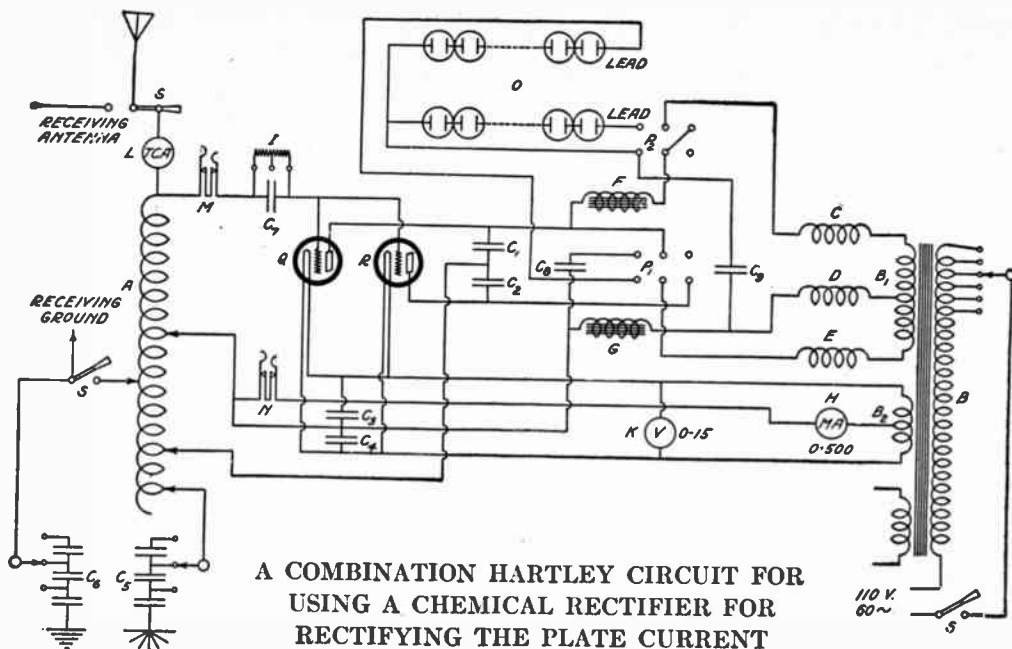 LEAD
O
LEAD
S
RECEIVING
ANTENNA
L
TCA
I
M
C7
P2
F
C
Q
R
C1
C2
C8
P1
C9
D
B1
A
RECEIVING
GROUND
G
E
S
N
C3
C4
K
V
0-15
H
MA
0-500
B2
B
C6
C5
110 V.
60~
S
A COMBINATION HARTLEY CIRCUIT FOR
USING A CHEMICAL RECTIFIER FOR
RECTIFYING THE PLATE CURRENT